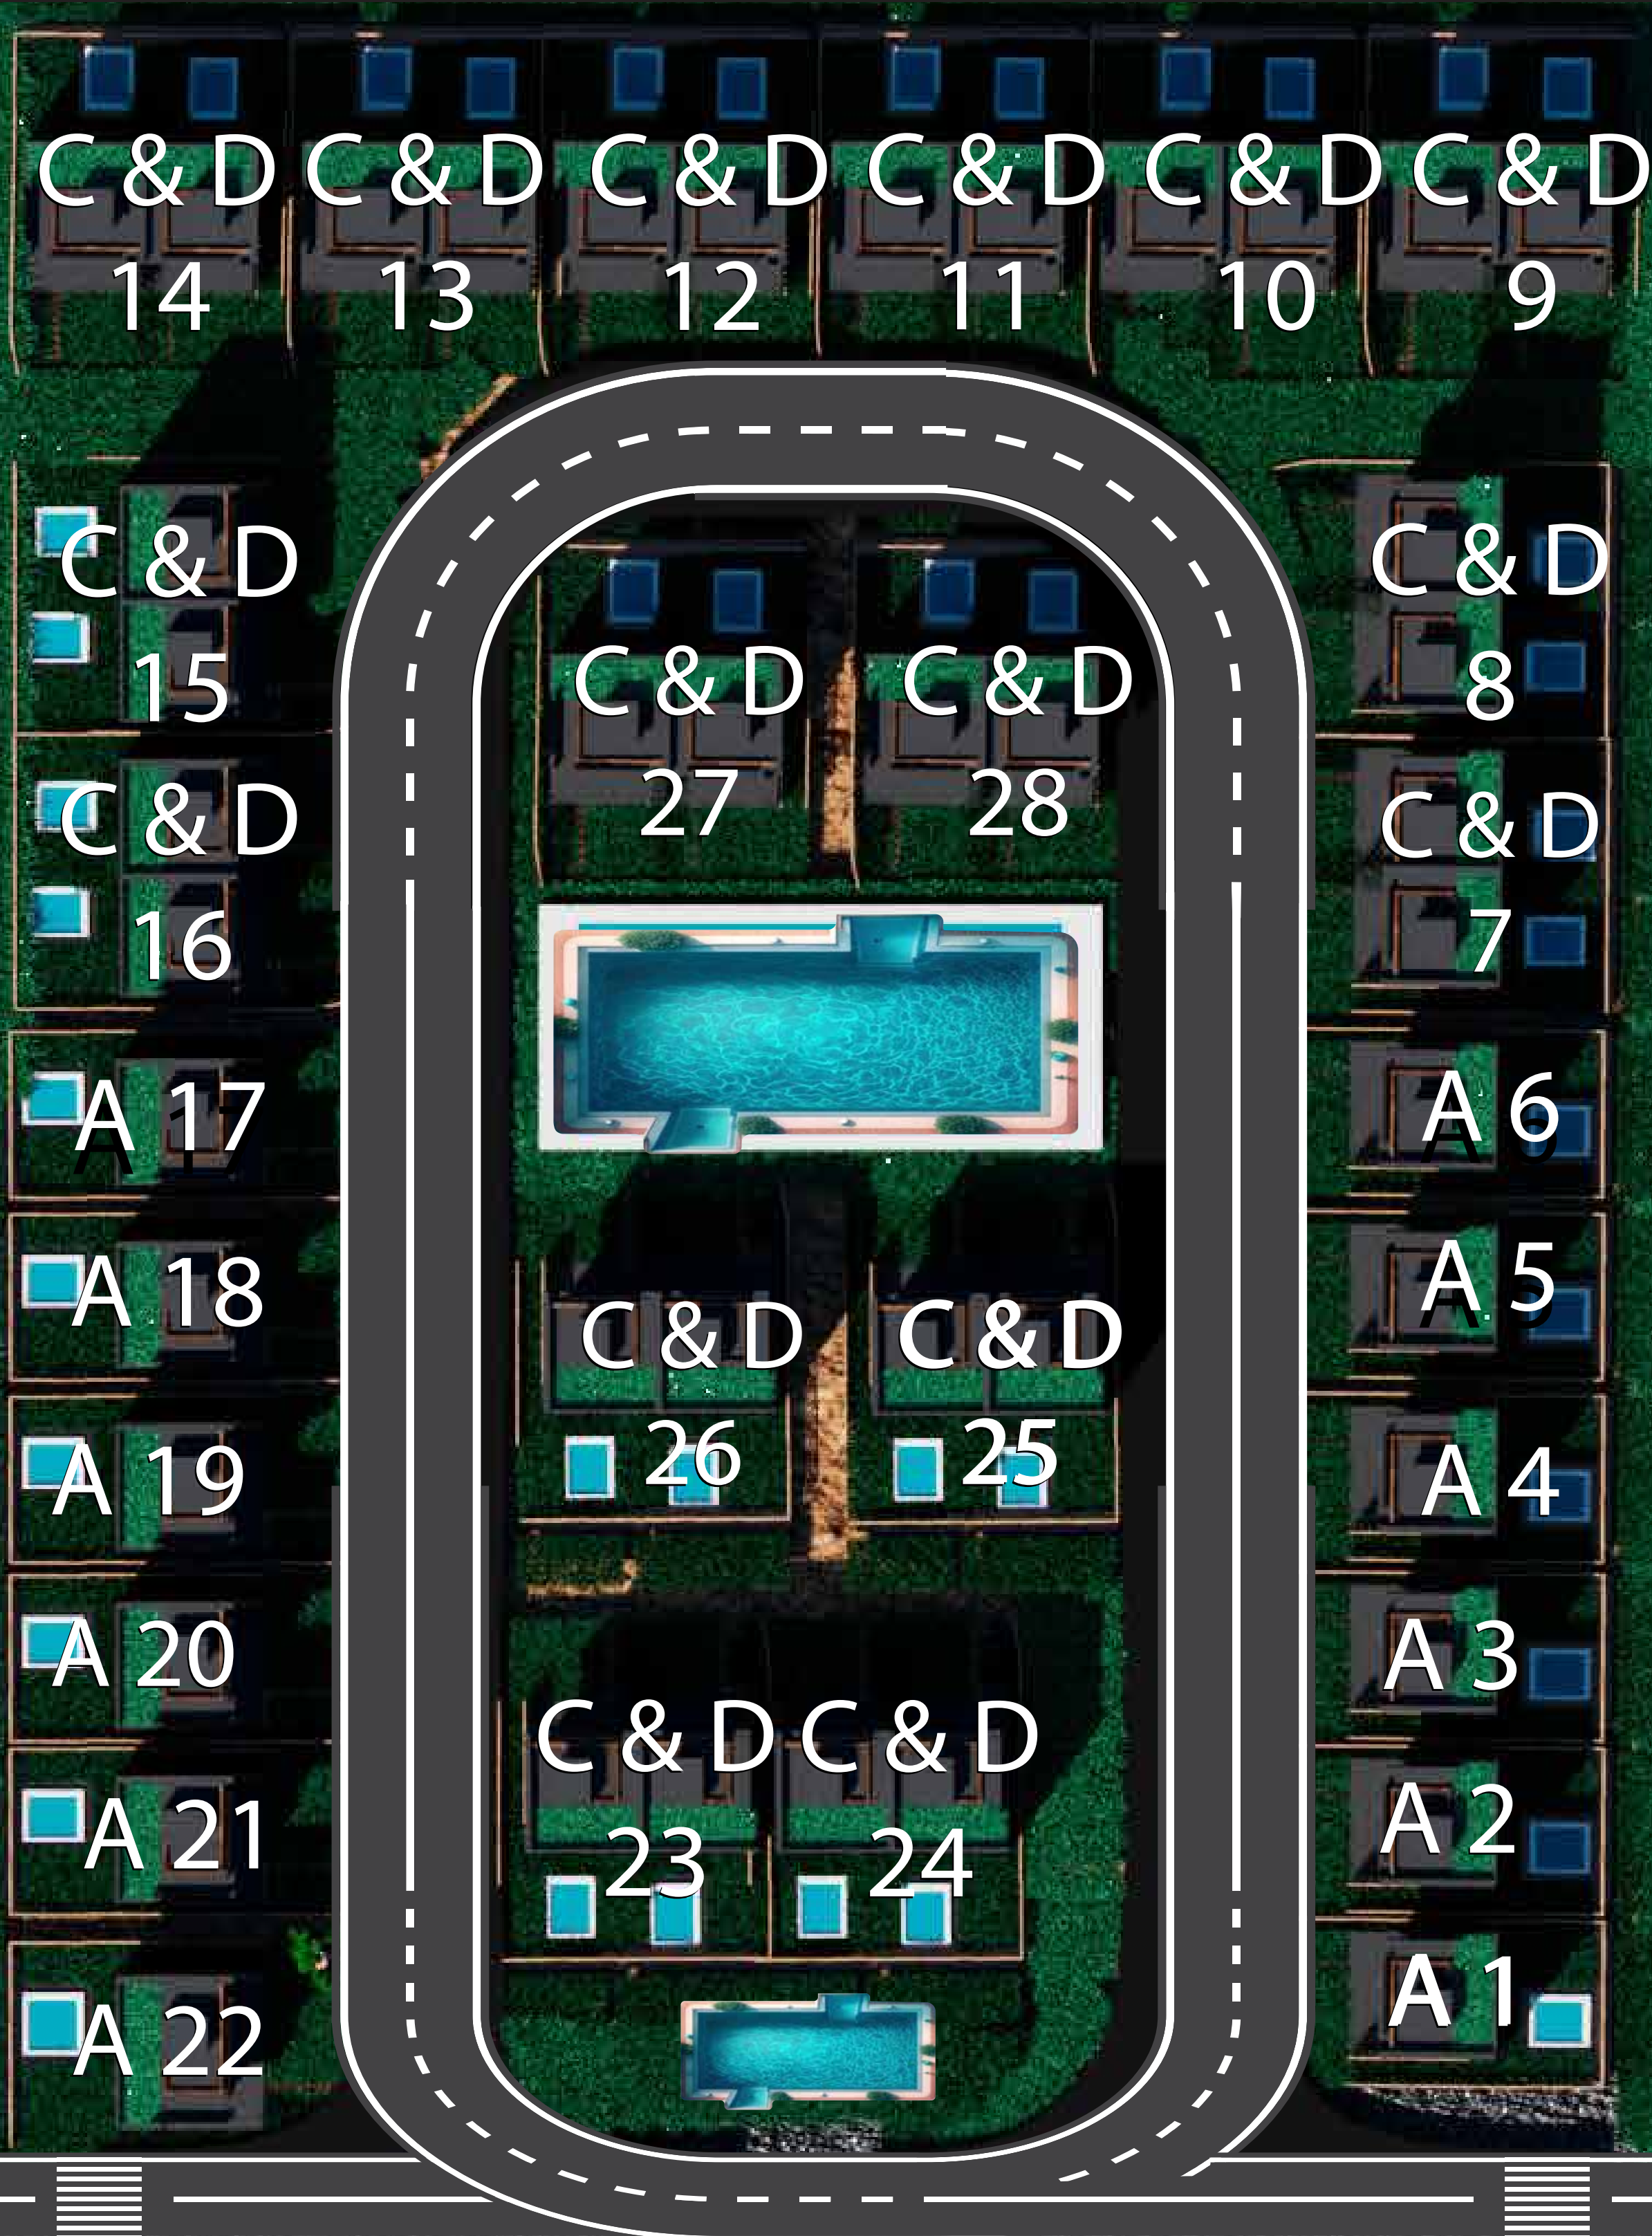 C & D C & D C & D C & D C & D C & D
14 13 12 11 10 9
C & D
15
C & D
16
A 17
A 18
A 19
A 20
A 21
A 22
C & D C & D
27 28
C & D C & D
26 25
C & D C & D
23 24
C & D
8
C & D
7
A 6
A 5
A 4
A 3
A 2
A 1